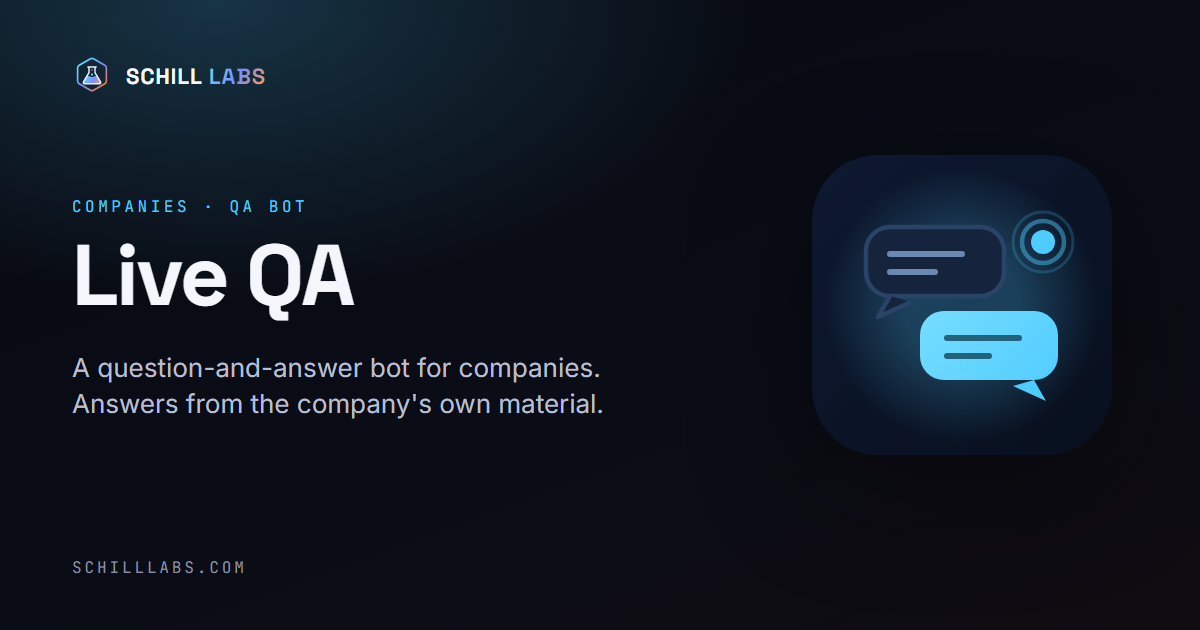 SCHILL LABS
COMPANIES · QA BOT
Live QA
A question-and-answer bot for companies.
Answers from the company's own material.
SCHILLLABS.COM